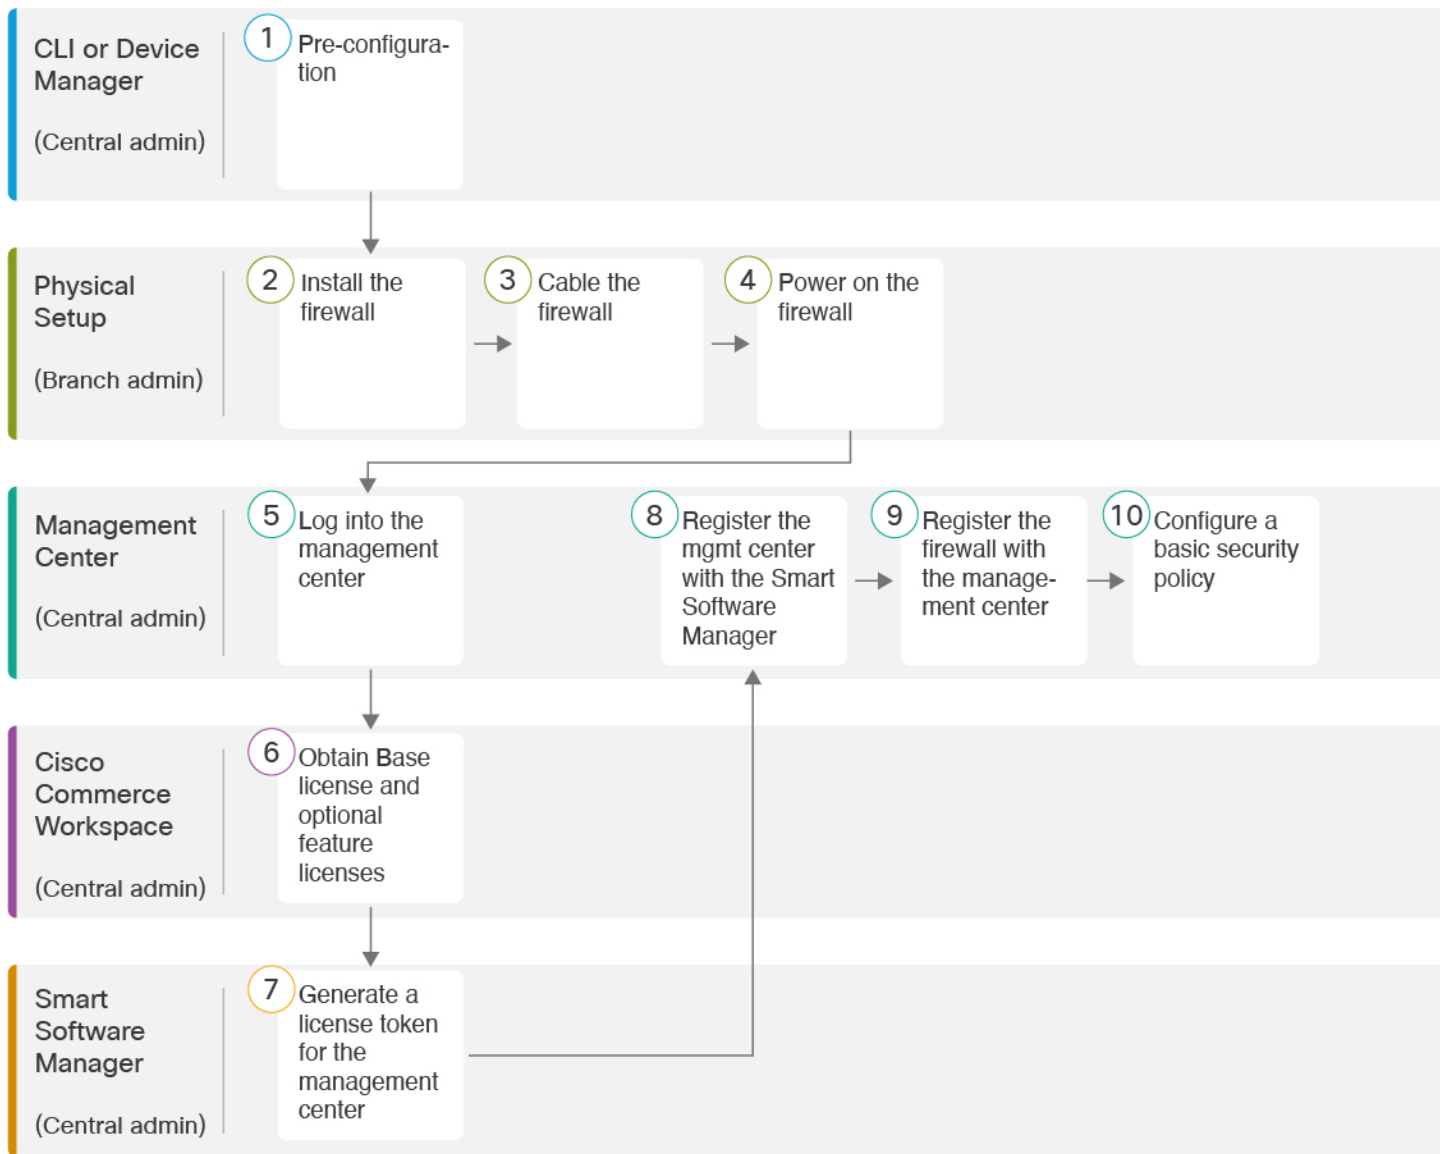 CLI or Device
Manager
(Central admin)
1
Pre-configura-
tion
Physical
Setup
(Branch admin)
2
Install the
firewall
3
Cable the
firewall
4
Power on the
firewall
Management
Center
(Central admin)
5
Log into the
management
center
8
Register the
mgmt center
with the Smart
Software
Manager
9
Register the
firewall with
the manage-
ment center
10
Configure a
basic security
policy
Cisco
Commerce
Workspace
(Central admin)
6
Obtain Base
license and
optional
feature
licenses
Smart
Software
Manager
(Central admin)
7
Generate a
license token
for the
management
center